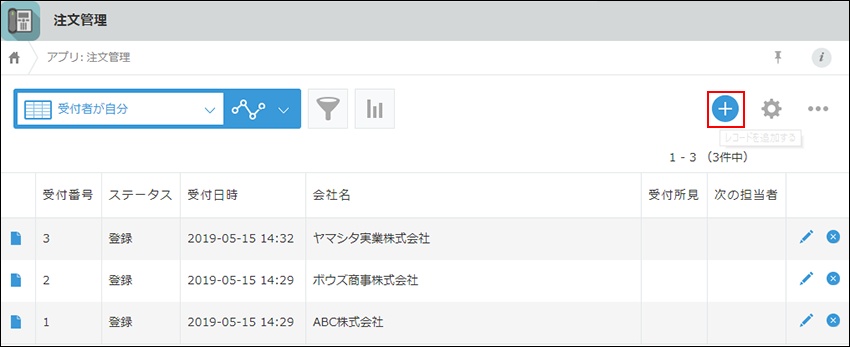 注文管理
アプリ: 注文管理
受付者が自分
レコードを追加する
1 - 3 （3件中）
受付番号 ステータス 受付日時 会社名 受付所見 次の担当者
3 登録 2019-05-15 14:32 ヤマシタ実業株式会社
2 登録 2019-05-15 14:29 ボウズ商事株式会社
1 登録 2019-05-15 14:29 ABC株式会社